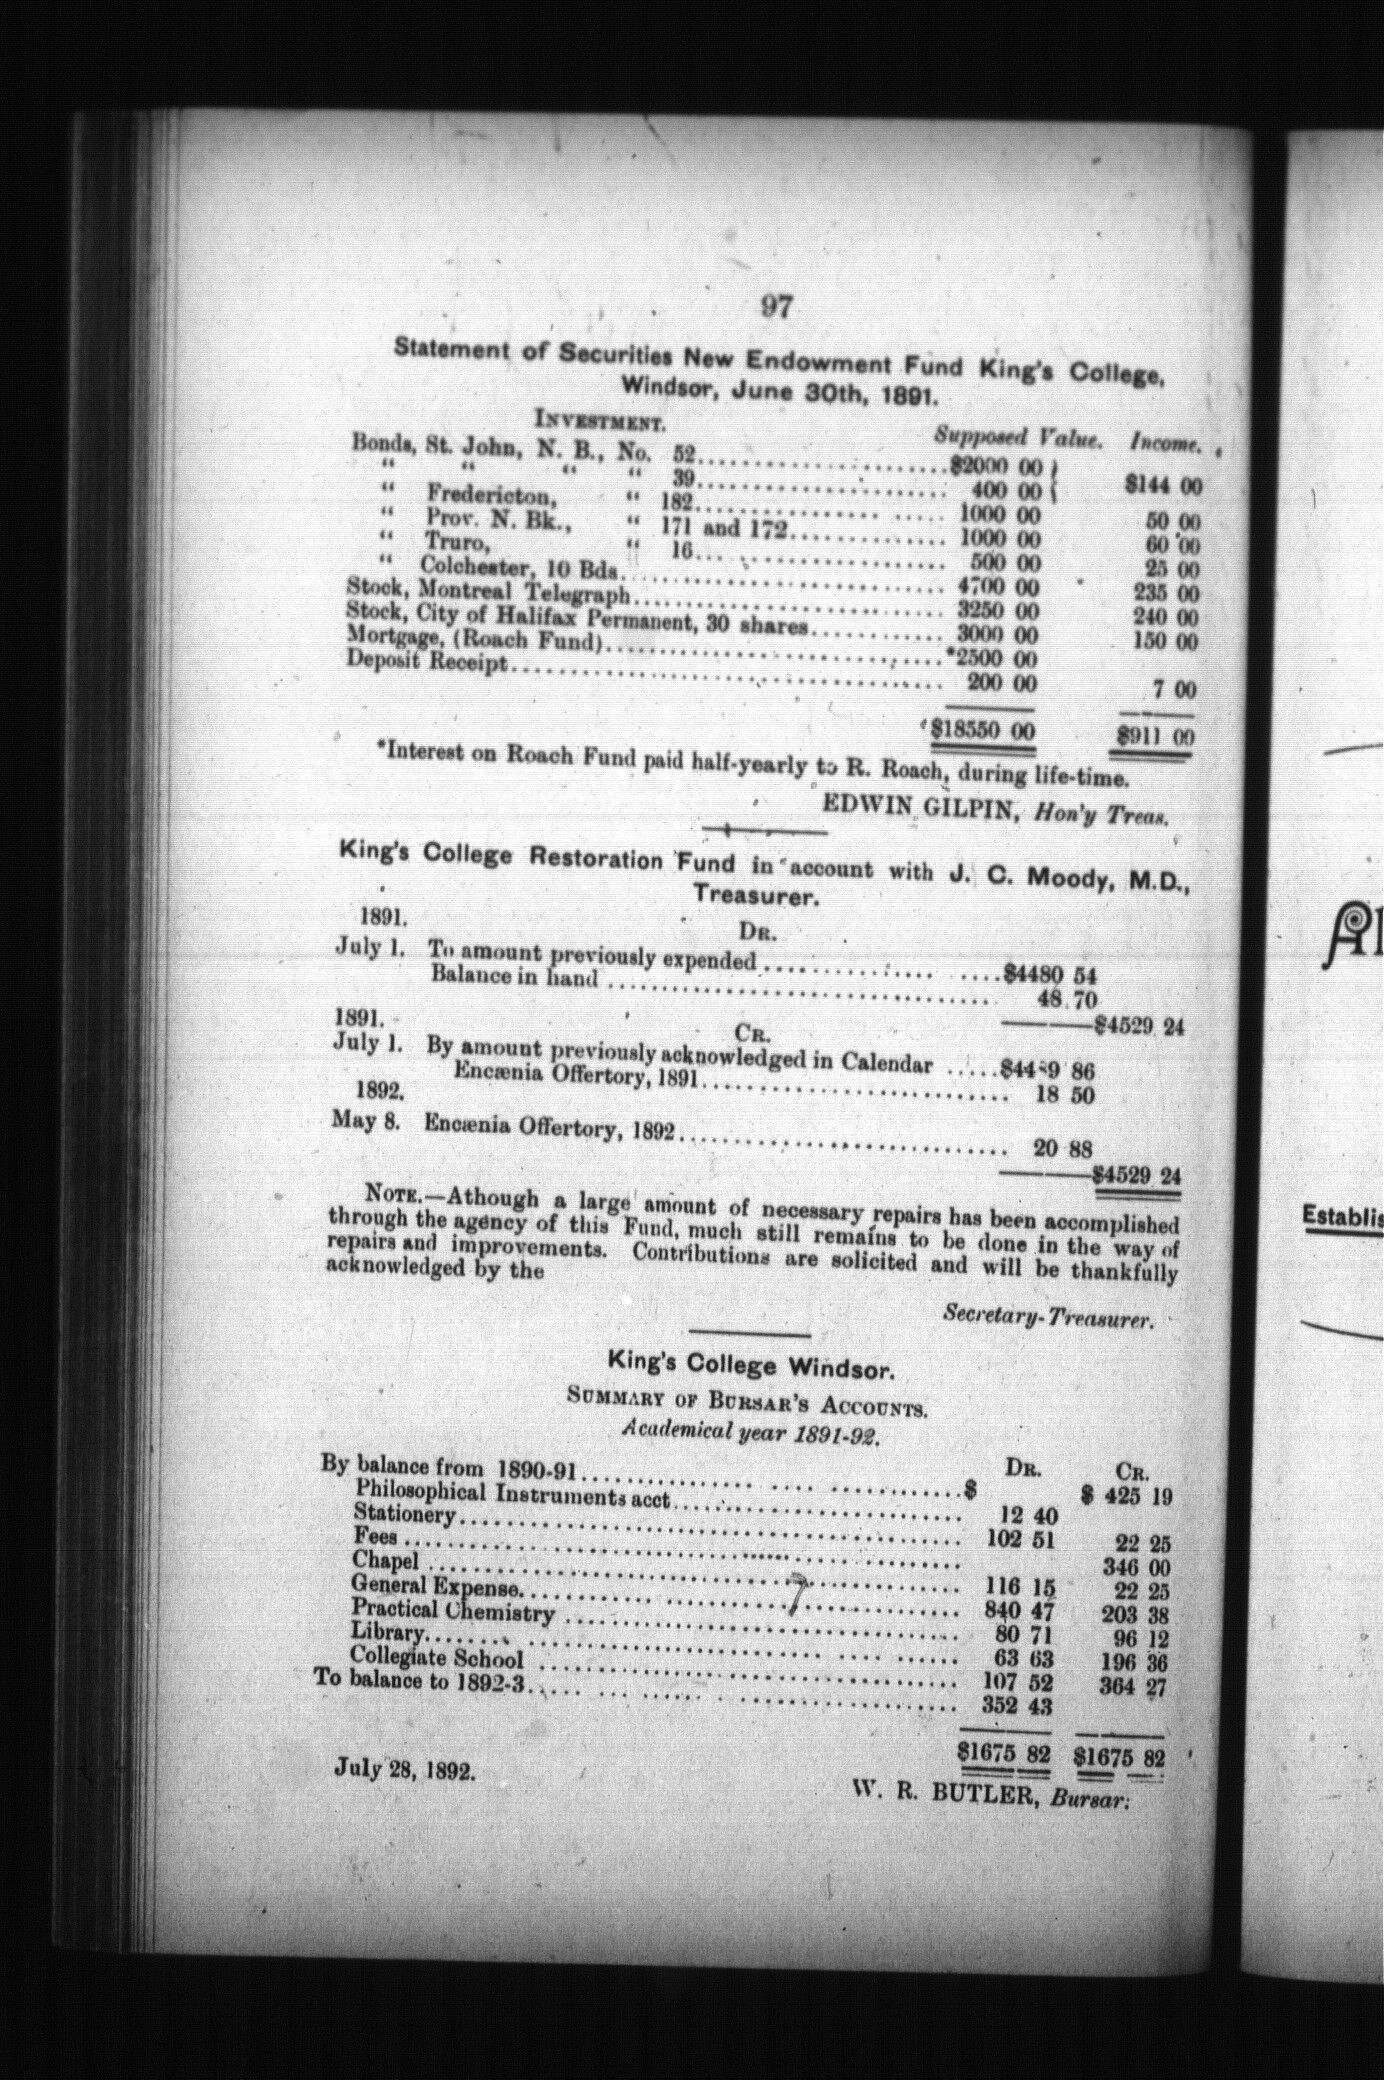 97
Statement of Securities New Endowment Fund King's College,
Windsor, June 30th, 1891.
INVESTMENT. Supposed Value. Income.
Bonds, St. John, N. B., No. 52........................$2000 00 }
" " " " 39........................ 400 00 { $144 00
" Fredericton, " 182........................ 1000 00 50 00
" Prov. N. Bk., " 171 and 172.............. 1000 00 60 00
" Truro, " 16........................ 500 00 25 00
" Colchester, 10 Bds............................. 4700 00 235 00
Stock, Montreal Telegraph............................ 3250 00 240 00
Stock, City of Halifax Permanent, 30 shares............ 3000 00 150 00
Mortgage, (Roach Fund)..............................*2500 00
Deposit Receipt..................................... 200 00 7 00
$18550 00 $911 00
*Interest on Roach Fund paid half-yearly to R. Roach, during life-time.
EDWIN GILPIN, Hon'y Treas.
King's College Restoration Fund in account with J. C. Moody, M.D.,
Treasurer.
1891. DR.
July 1. To amount previously expended ....................$4480 54
Balance in hand ................................ 48 70
$4529 24
1891. CR.
July 1. By amount previously acknowledged in Calendar .....$44 9 86
Encænia Offertory, 1891............................ 18 50
1892.
May 8. Encænia Offertory, 1892.............................. 20 88
$4529 24
NOTE.—Athough a large amount of necessary repairs has been accomplished
through the agency of this Fund, much still remains to be done in the way of
repairs and improvements. Contributions are solicited and will be thankfully
acknowledged by the
Secretary-Treasurer.
King's College Windsor.
SUMMARY OF BURSAR'S ACCOUNTS.
Academical year 1891-92.
DR. CR.
By balance from 1890-91..................................$ $ 425 19
Philosophical Instruments acct.......................... 12 40
Stationery........................................... 102 51 22 25
Fees ................................................ 346 00
Chapel .............................................. 116 15 22 25
General Expense...................................... 840 47 203 38
Practical Chemistry ................................. 80 71 96 12
Library.............................................. 63 63 196 36
Collegiate School ................................... 107 52 364 27
To balance to 1892-3..................................... 352 43
$1675 82 $1675 82
July 28, 1892.
W. R. BUTLER, Bursar.
Establis